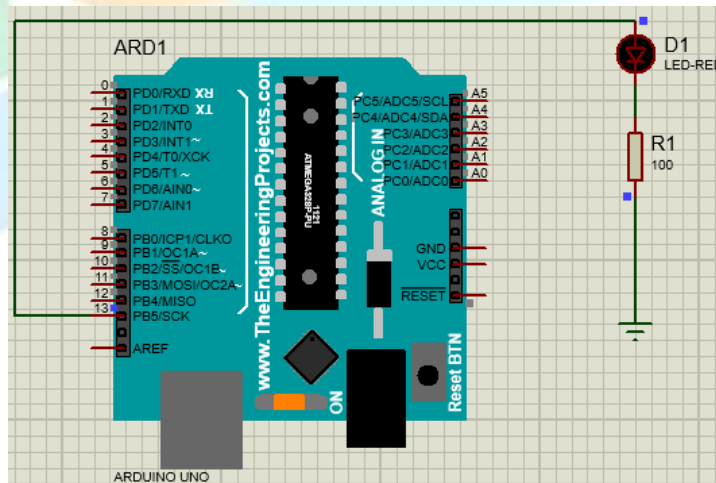 ARD1
D1
LED-RED
R1
100
0 PD0/RXD RX
1 PD1/TXD TX
2 PD2/INT0
3 PD3/INT1~
4 PD4/T0/XCK
5 PD5/T1~
6 PD6/AIN0~
7 PD7/AIN1
8 PB0/ICP1/CLKO
9 PB1/OC1A~
10 PB2/SS/OC1B~
11 PB3/MOSI/OC2A~
12 PB4/MISO
13 PB5/SCK
AREF
www.TheEngineeringProjects.com
ATMEGA328P-PU
1121
ANALOG IN
PC5/ADC5/SCL A5
PC4/ADC4/SDA A4
PC3/ADC3 A3
PC2/ADC2 A2
PC1/ADC1 A1
PC0/ADC0 A0
GND
VCC
RESET
ON
Reset BTN
ARDUINO UNO